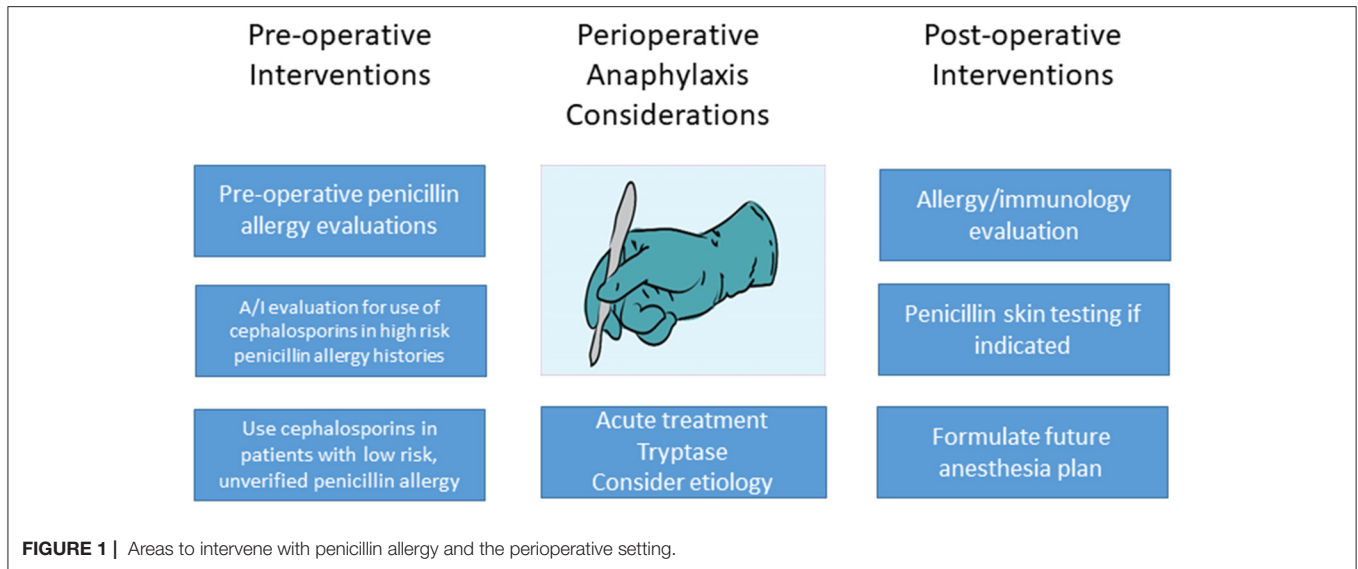 Pre-operative
Interventions
Pre-operative penicillin
allergy evaluations
A/I evaluation for use of
cephalosporins in high risk
penicillin allergy histories
Use cephalosporins in
patients with low risk,
unverified penicillin allergy
Perioperative
Anaphylaxis
Considerations
Acute treatment
Tryptase
Consider etiology
Post-operative
Interventions
Allergy/immunology
evaluation
Penicillin skin testing if
indicated
Formulate future
anesthesia plan
FIGURE 1 | Areas to intervene with penicillin allergy and the perioperative setting.